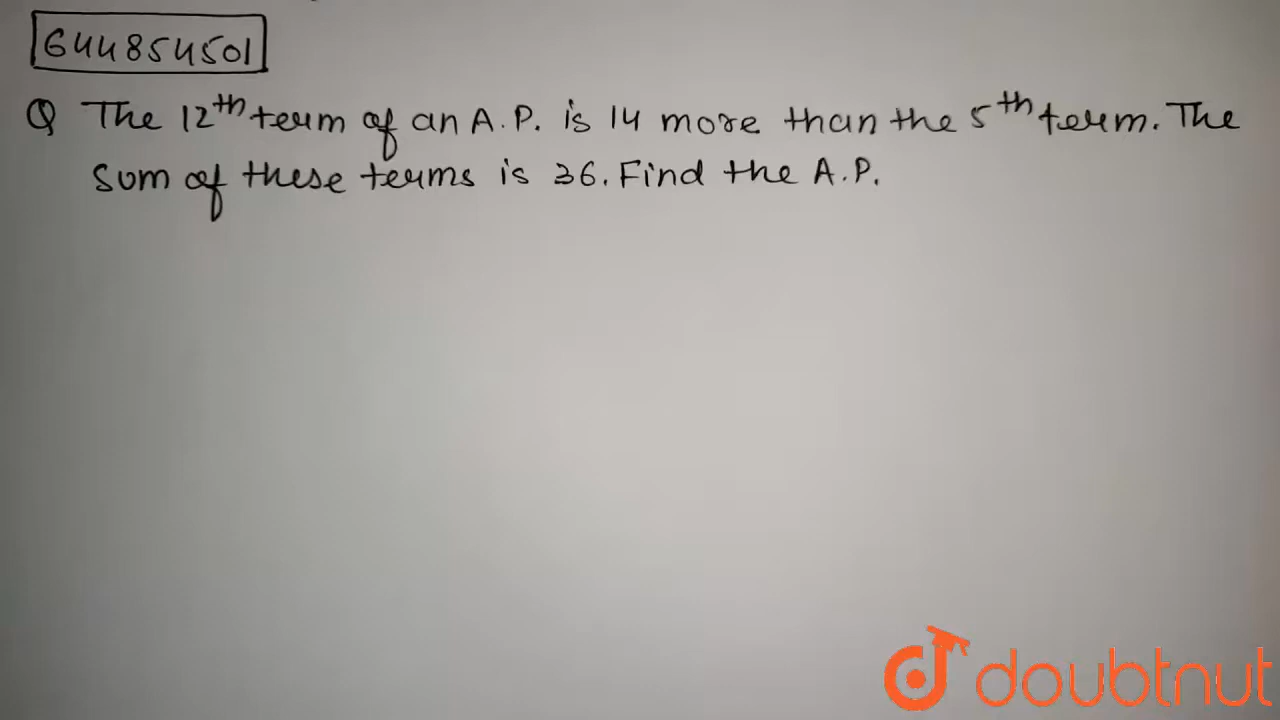 644854501
Q The 12th term of an A.P. is 14 more than the 5th term. The
sum of these terms is 36. Find the A.P.
doubtnut